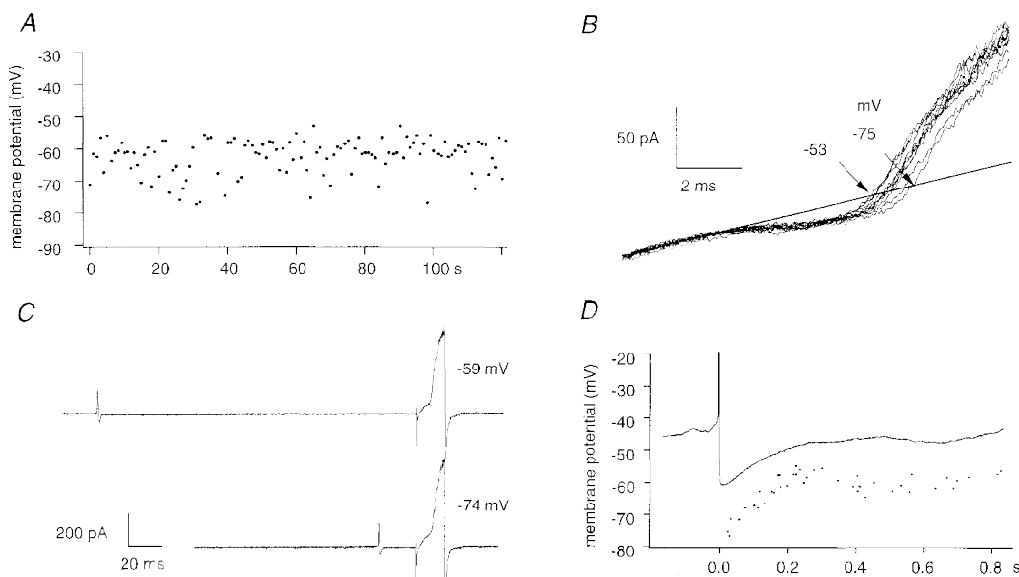 A
membrane potential (mV)
-30
-40
-50
-60
-70
-80
-90
0
20
40
60
80
100 s
B
50 pA
2 ms
mV
-75
-53
C
-59 mV
-74 mV
200 pA
20 ms
D
membrane potential (mV)
-20
-30
-40
-50
-60
-70
-80
0.0
0.2
0.4
0.6
0.8
s